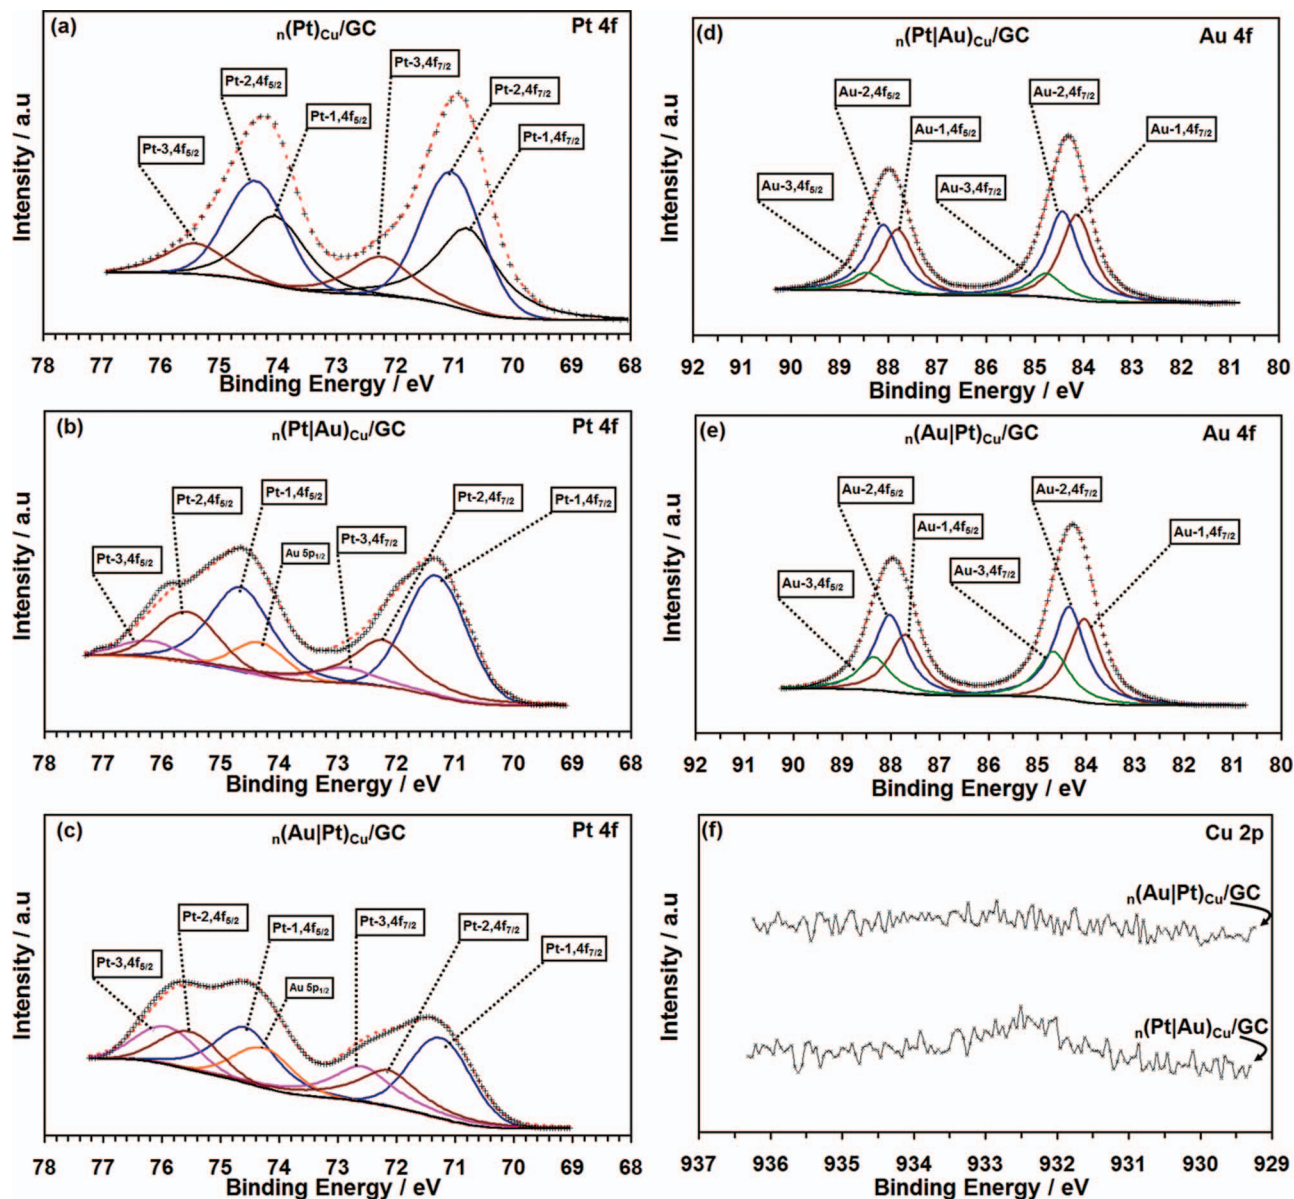 (a)
n(Pt)Cu/GC
Pt 4f
Pt-3,4f7/2
Pt-2,4f5/2
Pt-2,4f7/2
Pt-1,4f5/2
Pt-1,4f7/2
Pt-3,4f5/2
Intensity / a.u
78 77 76 75 74 73 72 71 70 69 68
Binding Energy / eV
(d)
n(Pt|Au)Cu/GC
Au 4f
Au-2,4f5/2
Au-2,4f7/2
Au-1,4f5/2
Au-1,4f7/2
Au-3,4f5/2
Au-3,4f7/2
Intensity / a.u
92 91 90 89 88 87 86 85 84 83 82 81 80
Binding Energy / eV
(b)
n(Pt|Au)Cu/GC
Pt 4f
Pt-2,4f5/2
Pt-1,4f5/2
Pt-2,4f7/2
Pt-1,4f7/2
Pt-3,4f5/2
Au 5p1/2
Pt-3,4f7/2
Intensity / a.u
78 77 76 75 74 73 72 71 70 69 68
Binding Energy / eV
(e)
n(Au|Pt)Cu/GC
Au 4f
Au-2,4f5/2
Au-2,4f7/2
Au-1,4f5/2
Au-1,4f7/2
Au-3,4f5/2
Au-3,4f7/2
Intensity / a.u
92 91 90 89 88 87 86 85 84 83 82 81 80
Binding Energy / eV
(c)
n(Au|Pt)Cu/GC
Pt 4f
Pt-2,4f5/2
Pt-1,4f5/2
Pt-3,4f7/2
Pt-2,4f7/2
Pt-1,4f7/2
Pt-3,4f5/2
Au 5p1/2
Intensity / a.u
78 77 76 75 74 73 72 71 70 69 68
Binding Energy / eV
(f)
Cu 2p
n(Au|Pt)Cu/GC
n(Pt|Au)Cu/GC
Intensity / a.u
937 936 935 934 933 932 931 930 929
Binding Energy / eV